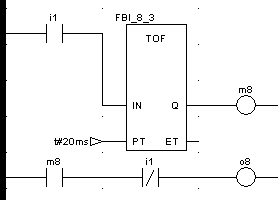 i1
FBI_8_3
TOF
IN
Q
m8
t#20ms
PT
ET
m8
i1
o8